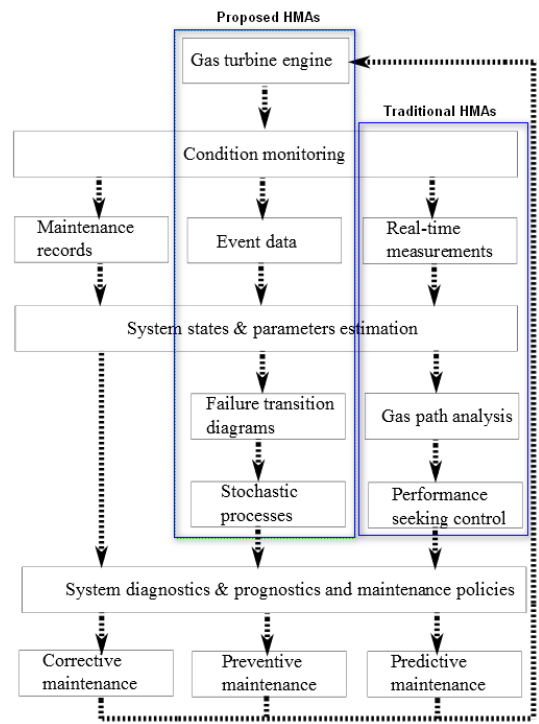 Proposed HMAs
Gas turbine engine
Traditional HMAs
Condition monitoring
Maintenance
records
Event data
Real-time
measurements
System states & parameters estimation
Failure transition
diagrams
Gas path analysis
Stochastic
processes
Performance
seeking control
System diagnostics & prognostics and maintenance policies
Corrective
maintenance
Preventive
maintenance
Predictive
maintenance